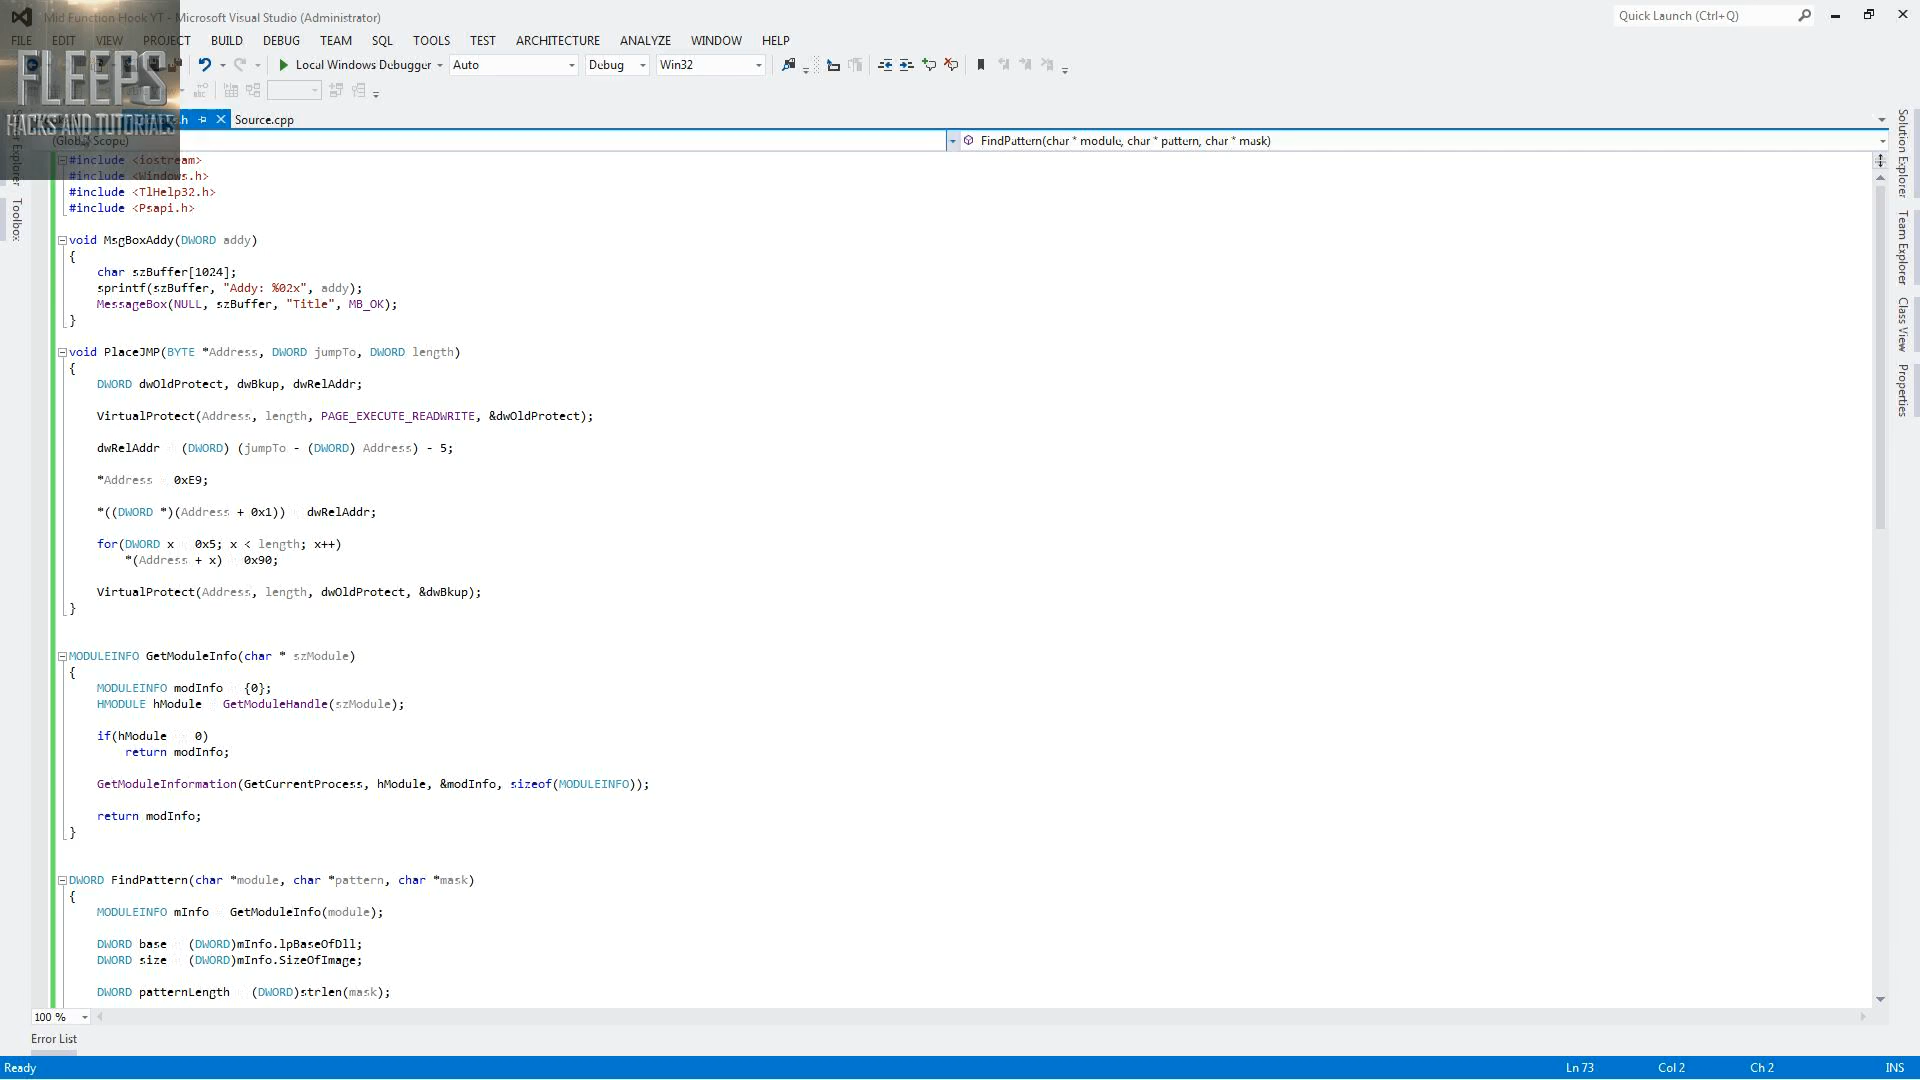 Mid Function Hook YT - Microsoft Visual Studio (Administrator)
Quick Launch (Ctrl+Q)
FILE EDIT VIEW PROJECT BUILD DEBUG TEAM SQL TOOLS TEST ARCHITECTURE ANALYZE WINDOW HELP
FLEEPS
HACKS AND TUTORIALS
Local Windows Debugger Auto Debug Win32
.h Source.cpp
(Global Scope) FindPattern(char * module, char * pattern, char * mask)
#include <iostream>
#include <Windows.h>
#include <TlHelp32.h>
#include <Psapi.h>
void MsgBoxAddy(DWORD addy)
{
char szBuffer[1024];
sprintf(szBuffer, "Addy: %02x", addy);
MessageBox(NULL, szBuffer, "Title", MB_OK);
}
void PlaceJMP(BYTE *Address, DWORD jumpTo, DWORD length)
{
DWORD dwOldProtect, dwBkup, dwRelAddr;
VirtualProtect(Address, length, PAGE_EXECUTE_READWRITE, &dwOldProtect);
dwRelAddr (DWORD) (jumpTo - (DWORD) Address) - 5;
*Address 0xE9;
*((DWORD *)(Address + 0x1)) dwRelAddr;
for(DWORD x 0x5; x < length; x++)
*(Address + x) 0x90;
VirtualProtect(Address, length, dwOldProtect, &dwBkup);
}
MODULEINFO GetModuleInfo(char * szModule)
{
MODULEINFO modInfo {0};
HMODULE hModule GetModuleHandle(szModule);
if(hModule 0)
return modInfo;
GetModuleInformation(GetCurrentProcess, hModule, &modInfo, sizeof(MODULEINFO));
return modInfo;
}
DWORD FindPattern(char *module, char *pattern, char *mask)
{
MODULEINFO mInfo GetModuleInfo(module);
DWORD base (DWORD)mInfo.lpBaseOfDll;
DWORD size (DWORD)mInfo.SizeOfImage;
DWORD patternLength (DWORD)strlen(mask);
100 %
Error List
Ready Ln 73 Col 2 Ch 2 INS
Explorer
Toolbox
Solution Explorer
Team Explorer
Class View
Properties